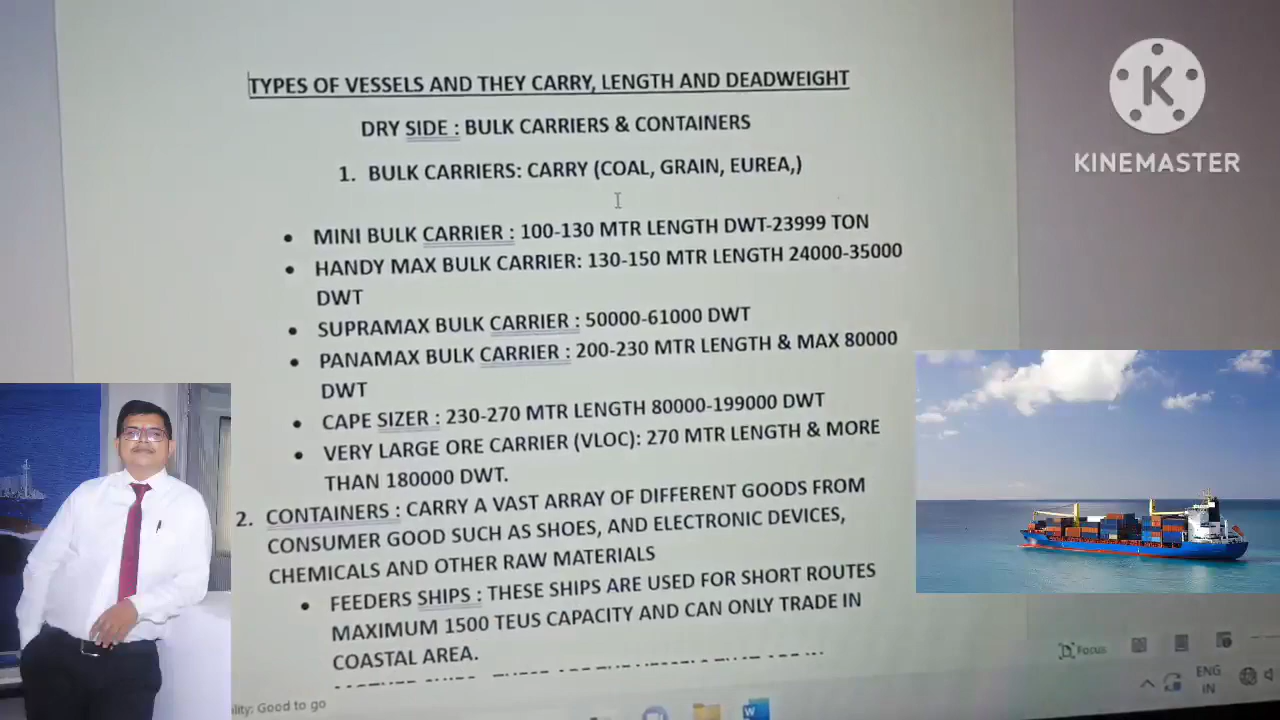 TYPES OF VESSELS AND THEY CARRY, LENGTH AND DEADWEIGHT
DRY SIDE : BULK CARRIERS & CONTAINERS
1. BULK CARRIERS: CARRY (COAL, GRAIN, EUREA,)
• MINI BULK CARRIER : 100-130 MTR LENGTH DWT-23999 TON
• HANDY MAX BULK CARRIER: 130-150 MTR LENGTH 24000-35000
DWT
• SUPRAMAX BULK CARRIER : 50000-61000 DWT
• PANAMAX BULK CARRIER : 200-230 MTR LENGTH & MAX 80000
DWT
• CAPE SIZER : 230-270 MTR LENGTH 80000-199000 DWT
• VERY LARGE ORE CARRIER (VLOC): 270 MTR LENGTH & MORE
THAN 180000 DWT.
2. CONTAINERS : CARRY A VAST ARRAY OF DIFFERENT GOODS FROM
CONSUMER GOOD SUCH AS SHOES, AND ELECTRONIC DEVICES,
CHEMICALS AND OTHER RAW MATERIALS
• FEEDERS SHIPS : THESE SHIPS ARE USED FOR SHORT ROUTES
MAXIMUM 1500 TEUS CAPACITY AND CAN ONLY TRADE IN
COASTAL AREA.
K
KINEMASTER
Focus
ENG
IN
ility: Good to go
W